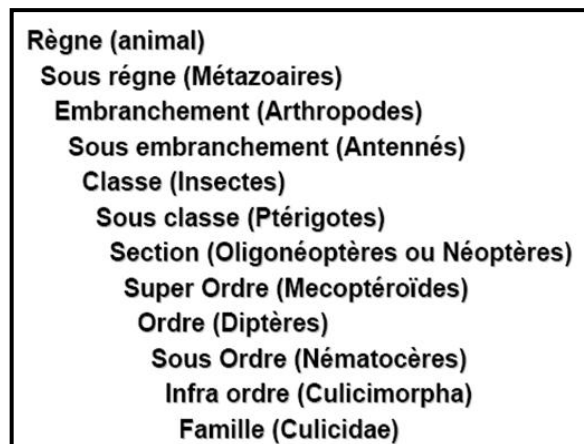 Règne (animal)
Sous régne (Métazoaires)
Embranchement (Arthropodes)
Sous embranchement (Antennés)
Classe (Insectes)
Sous classe (Ptérigotes)
Section (Oligonéoptères ou Néoptères)
Super Ordre (Mecoptéroïdes)
Ordre (Diptères)
Sous Ordre (Nématocères)
Infra ordre (Culicimorpha)
Famille (Culicidae)